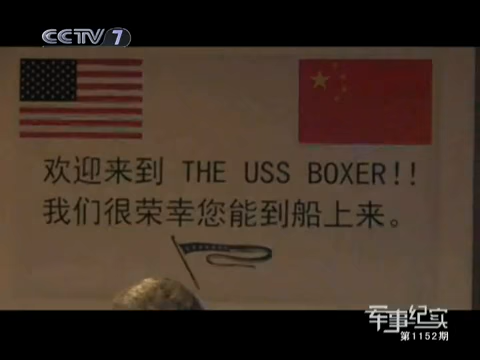 CCTV 7
欢迎来到 THE USS BOXER!!
我们很荣幸您能到船上来。
军事纪实
第1152期